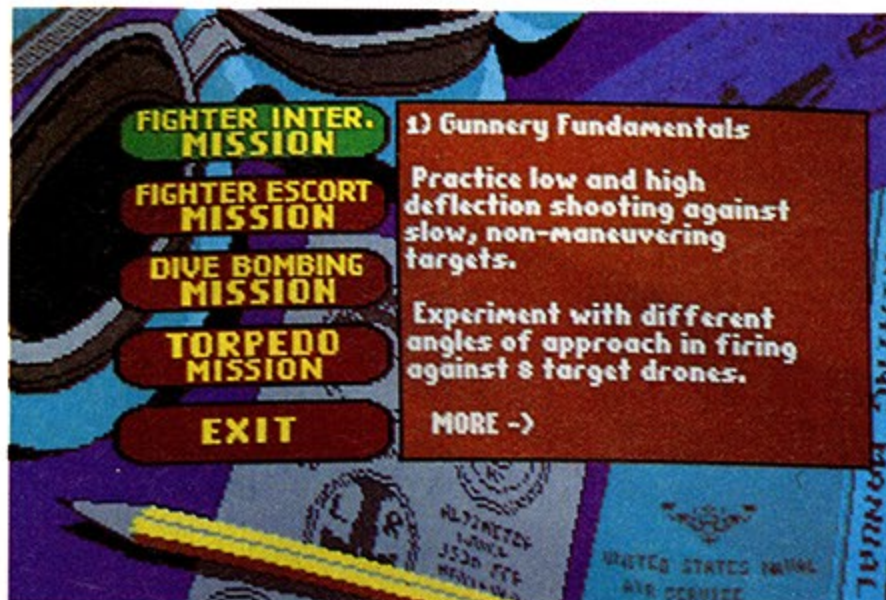 FIGHTER INTER.
MISSION
FIGHTER ESCORT
MISSION
DIVE BOMBING
MISSION
TORPEDO
MISSION
EXIT
1) Gunnery Fundamentals
Practice low and high
deflection shooting against
slow, non-maneuvering
targets.
Experiment with different
angles of approach in firing
against 8 target drones.
MORE ->
ALTIMETER
UNITED STATES NAVAL
AIR SERVICE
MANUAL